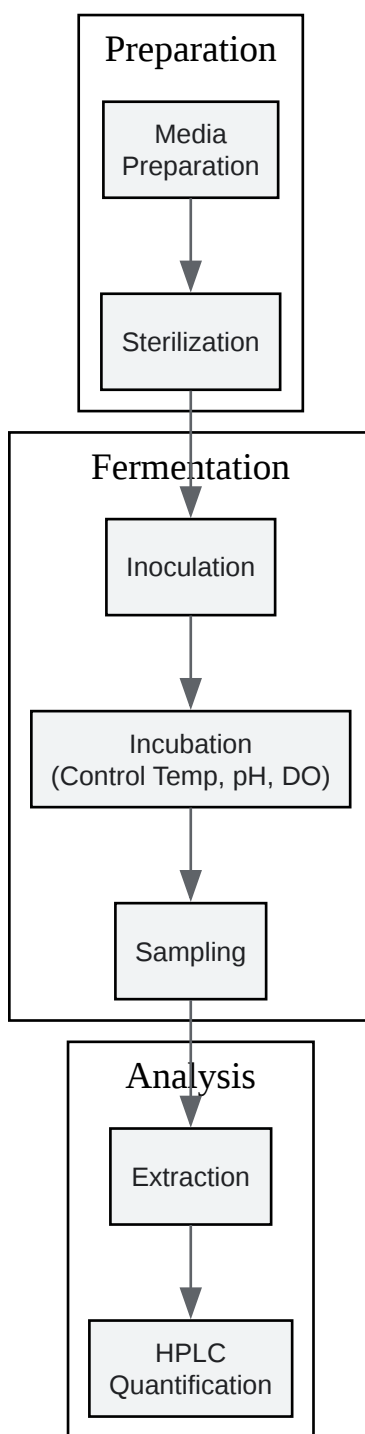 Preparation
Media
Preparation
Sterilization
Fermentation
Inoculation
Incubation
(Control Temp, pH, DO)
Sampling
Analysis
Extraction
HPLC
Quantification